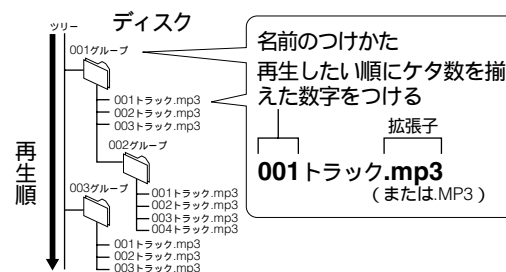 ツリー
ディスク
001グループ
001トラック.mp3
002トラック.mp3
003トラック.mp3
002グループ
001トラック.mp3
002トラック.mp3
003トラック.mp3
004トラック.mp3
003グループ
001トラック.mp3
002トラック.mp3
003トラック.mp3
再生順
名前のつけかた
再生したい順にケタ数を揃
えた数字をつける
拡張子
001トラック.mp3
(または.MP3)